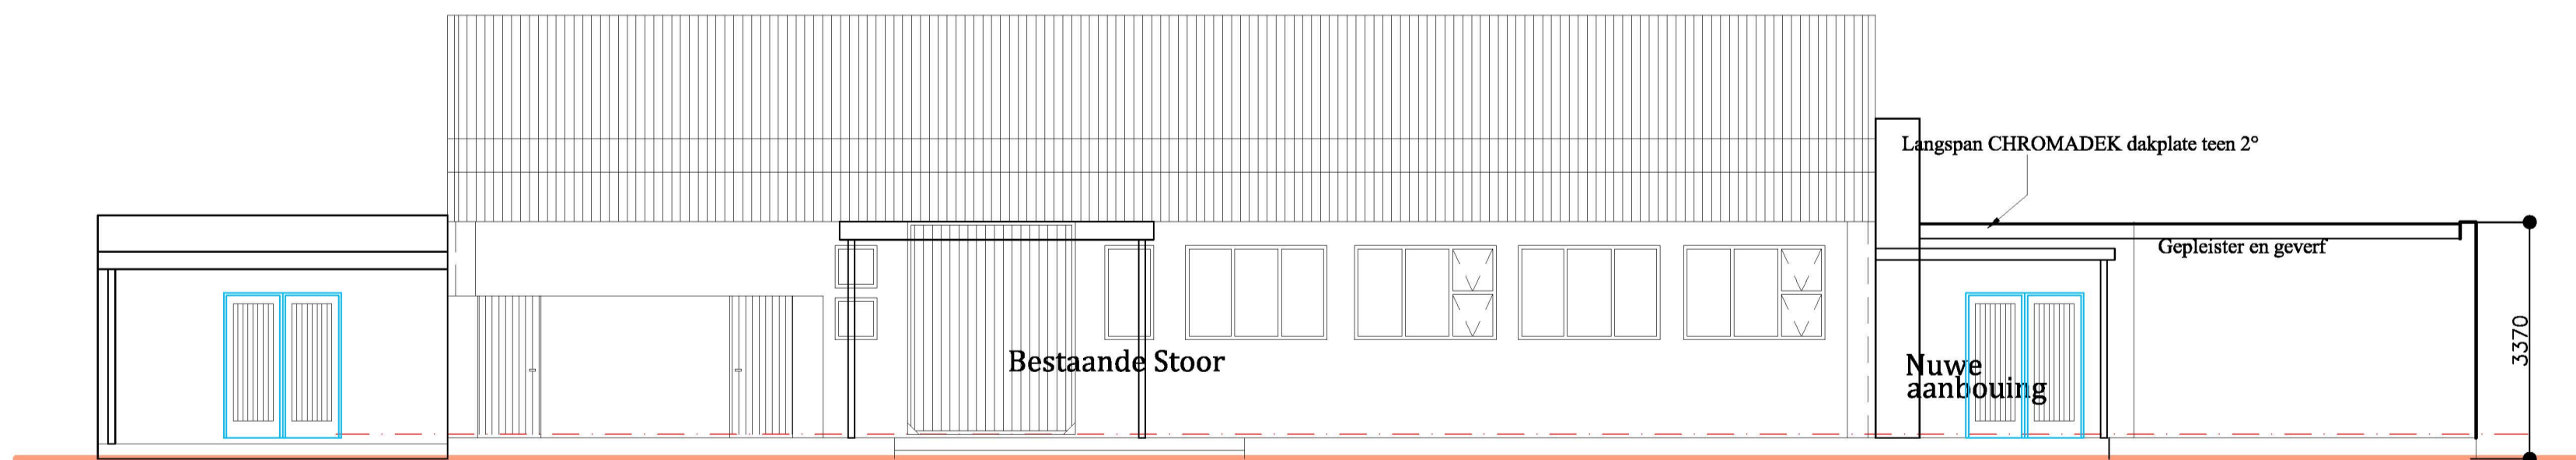 Langspan CHROMADEK dakplate teen 2°
Gepleister en geverf
3370
Bestaande Stoor
Nuwe
aanbouing